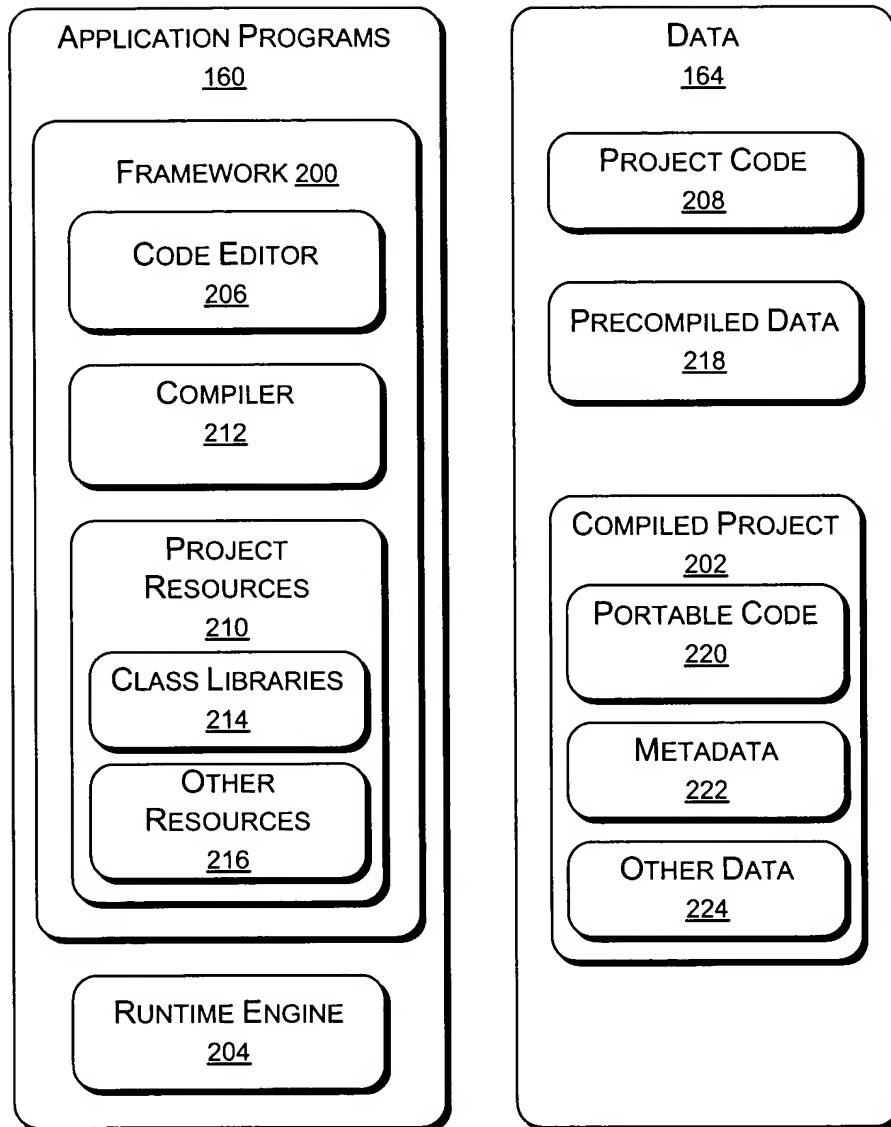 APPLICATION PROGRAMS
160
FRAMEWORK 200
CODE EDITOR
206
COMPILER
212
PROJECT
RESOURCES
210
CLASS LIBRARIES
214
OTHER
RESOURCES
216
RUNTIME ENGINE
204
DATA
164
PROJECT CODE
208
PRECOMPILED DATA
218
COMPILED PROJECT
202
PORTABLE CODE
220
METADATA
222
OTHER DATA
224